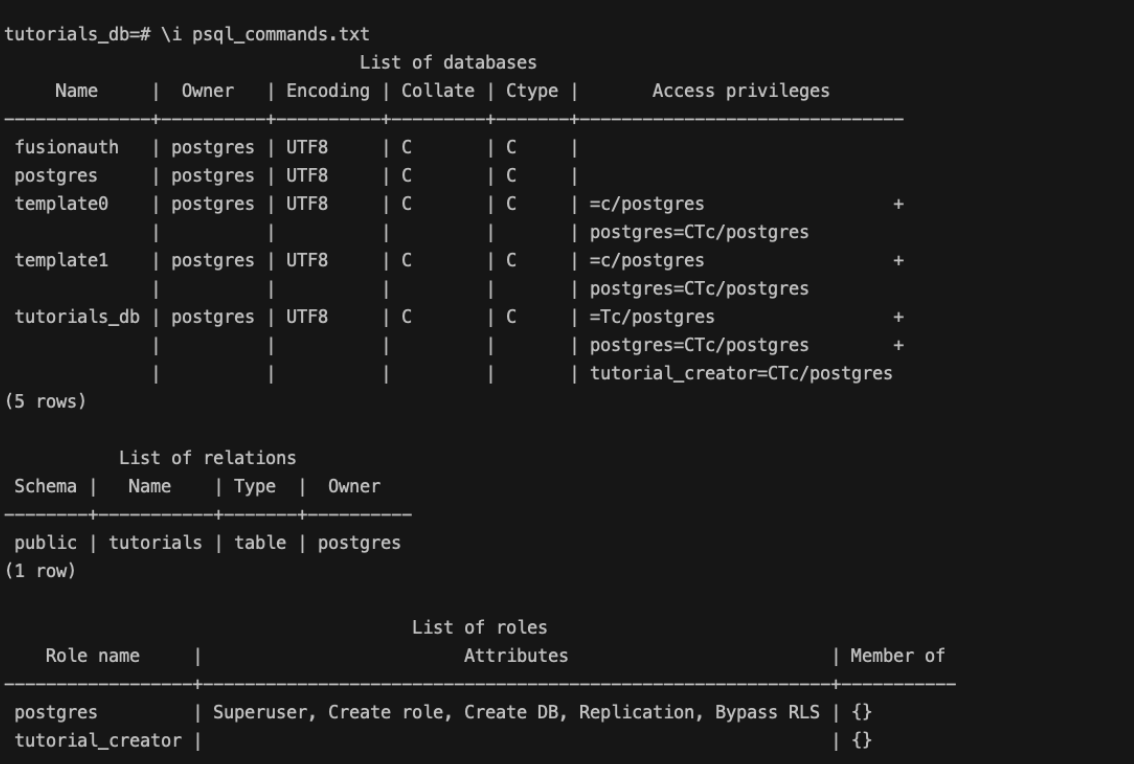 tutorials_db=# \i psql_commands.txt
                                  List of databases
     Name     |  Owner   | Encoding | Collate | Ctype |       Access privileges
--------------+----------+----------+---------+-------+-------------------------------
 fusionauth   | postgres | UTF8     | C       | C     |
 postgres     | postgres | UTF8     | C       | C     |
 template0    | postgres | UTF8     | C       | C     | =c/postgres                  +
              |          |          |         |       | postgres=CTc/postgres
 template1    | postgres | UTF8     | C       | C     | =c/postgres                  +
              |          |          |         |       | postgres=CTc/postgres
 tutorials_db | postgres | UTF8     | C       | C     | =Tc/postgres                 +
              |          |          |         |       | postgres=CTc/postgres        +
              |          |          |         |       | tutorial_creator=CTc/postgres
(5 rows)

           List of relations
 Schema |   Name    | Type  |  Owner
--------+-----------+-------+----------
 public | tutorials | table | postgres
(1 row)

                                       List of roles
    Role name     |                         Attributes                         | Member of
------------------+------------------------------------------------------------+-----------
 postgres         | Superuser, Create role, Create DB, Replication, Bypass RLS | {}
 tutorial_creator |                                                            | {}